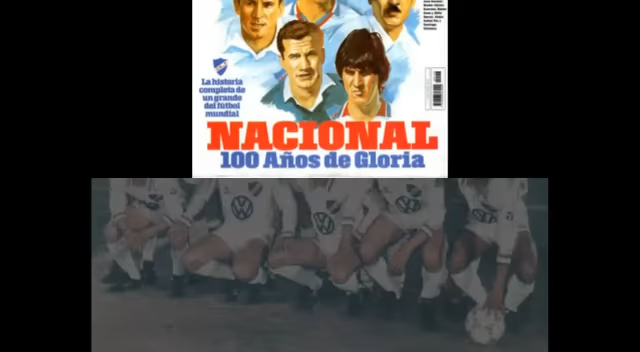 La historia
completa de
un grande
del fútbol
mundial
NACIONAL
100 Años de Gloria